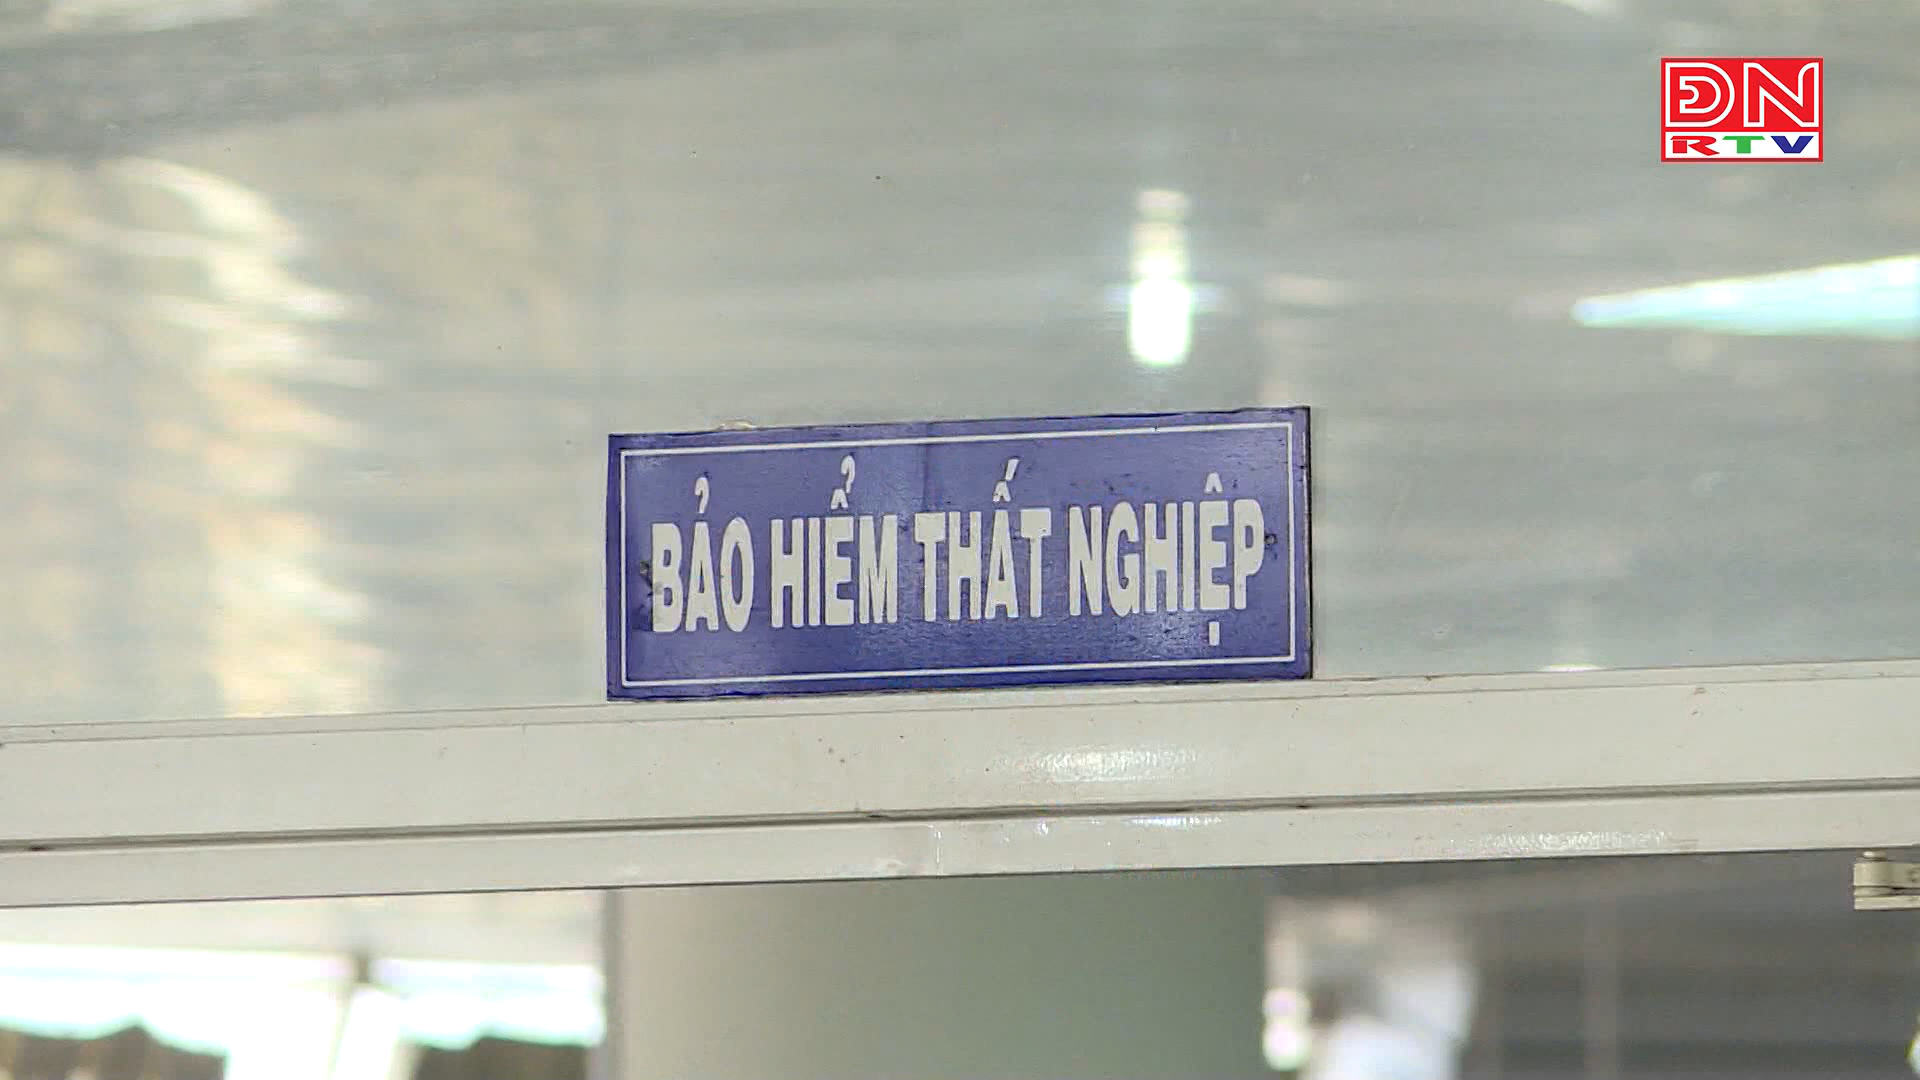 ĐN
RTV
BẢO HIỂM THẤT NGHIỆP